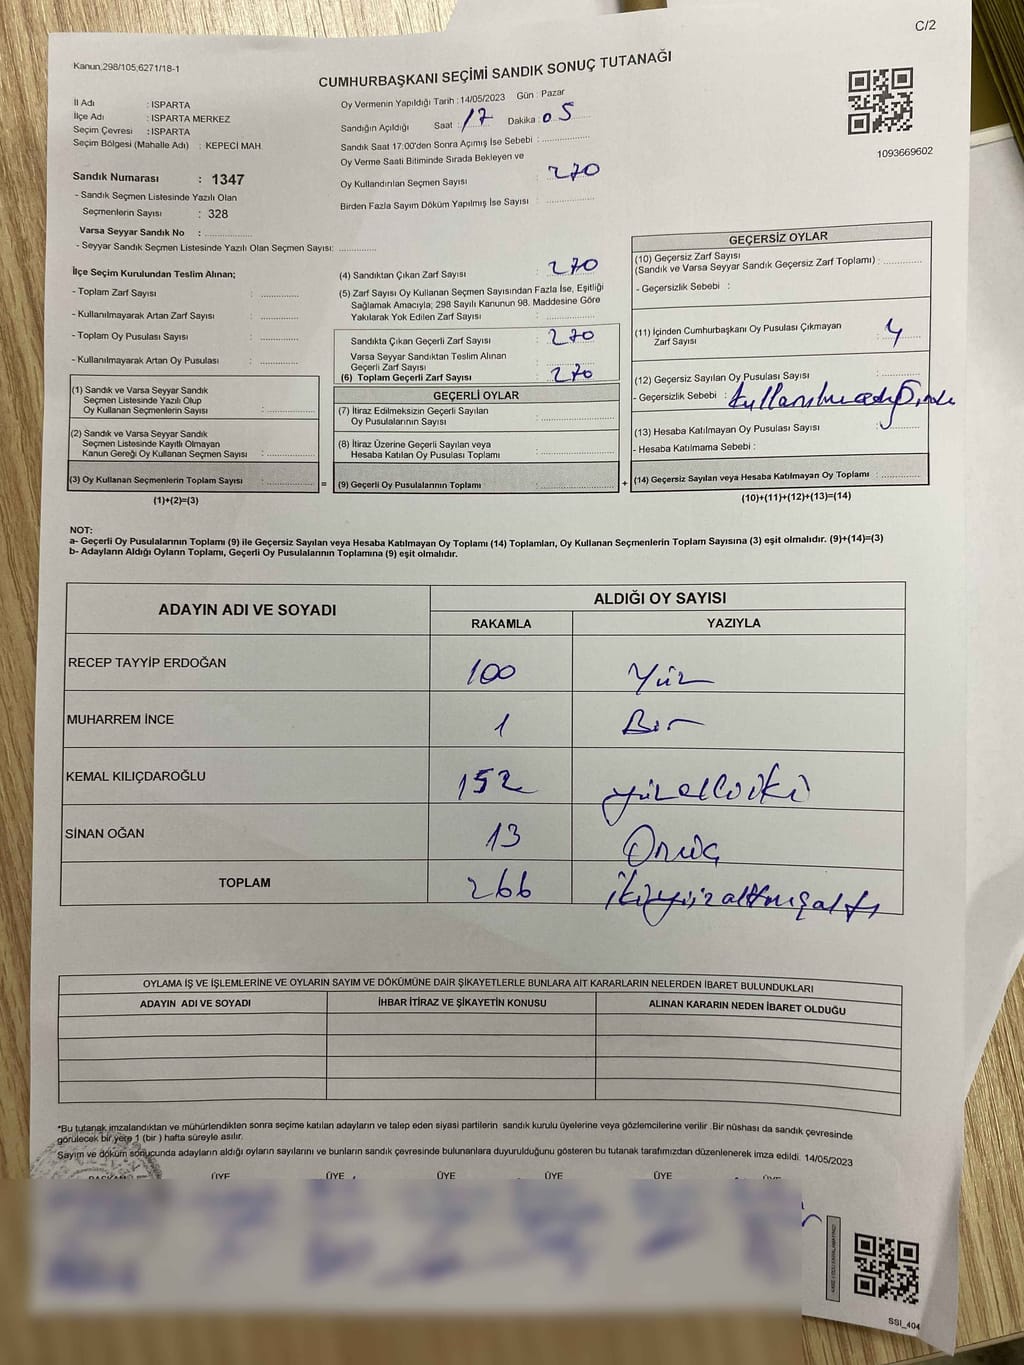 C/2
Kanun,298/105;6271/18-1
CUMHURBAŞKANI SEÇİMİ SANDIK SONUÇ TUTANAĞI
İl Adı : ISPARTA
İlçe Adı : ISPARTA MERKEZ
Seçim Çevresi : ISPARTA
Seçim Bölgesi (Mahalle Adı) : KEPECİ MAH.
Sandık Numarası : 1347
- Sandık Seçmen Listesinde Yazılı Olan
Seçmenlerin Sayısı : 328
Varsa Seyyar Sandık No : ..............
- Seyyar Sandık Seçmen Listesinde Yazılı Olan Seçmen Sayısı: ............
Oy Vermenin Yapıldığı Tarih : 14/05/2023 Gün : Pazar
Sandığın Açıldığı Saat : 17 Dakika : 05
Sandık Saat 17:00'den Sonra Açımış İse Sebebi : ..............
Oy Verme Saati Bitiminde Sırada Bekleyen ve
Oy Kullandırılan Seçmen Sayısı : 270
Birden Fazla Sayım Döküm Yapılmış İse Sayısı : ..............
1093669602
İlçe Seçim Kurulundan Teslim Alınan;
- Toplam Zarf Sayısı : ............
- Kullanılmayarak Artan Zarf Sayısı : ............
- Toplam Oy Pusulası Sayısı : ............
- Kullanılmayarak Artan Oy Pusulası : ............
(1) Sandık ve Varsa Seyyar Sandık
Seçmen Listesinde Yazılı Olup
Oy Kullanan Seçmenlerin Sayısı : ..............
(2) Sandık ve Varsa Seyyar Sandık
Seçmen Listesinde Kayıtlı Olmayan
Kanun Gereği Oy Kullanan Seçmen Sayısı : ..............
(3) Oy Kullanan Seçmenlerin Toplam Sayısı : ..............
(1)+(2)=(3)
(4) Sandıktan Çıkan Zarf Sayısı : 270
(5) Zarf Sayısı Oy Kullanan Seçmen Sayısından Fazla İse, Eşitliği
Sağlamak Amacıyla; 298 Sayılı Kanunun 98. Maddesine Göre
Yakılarak Yok Edilen Zarf Sayısı : ..............
Sandıkta Çıkan Geçerli Zarf Sayısı : 270
Varsa Seyyar Sandıktan Teslim Alınan
Geçerli Zarf Sayısı : ..............
(6) Toplam Geçerli Zarf Sayısı : 270
GEÇERLİ OYLAR
(7) İtiraz Edilmeksizin Geçerli Sayılan
Oy Pusulalarının Sayısı : ..............
(8) İtiraz Üzerine Geçerli Sayılan veya
Hesaba Katılan Oy Pusulası Toplamı : ..............
= (9) Geçerli Oy Pusulalarının Toplamı : ..............
GEÇERSİZ OYLAR
(10) Geçersiz Zarf Sayısı
(Sandık ve Varsa Seyyar Sandık Geçersiz Zarf Toplamı) : ............
- Geçersizlik Sebebi :
(11) İçinden Cumhurbaşkanı Oy Pusulası Çıkmayan
Zarf Sayısı : 4
(12) Geçersiz Sayılan Oy Pusulası Sayısı : ............
- Geçersizlik Sebebi :
(13) Hesaba Katılmayan Oy Pusulası Sayısı : ............
- Hesaba Katılmama Sebebi :
+ (14) Geçersiz Sayılan veya Hesaba Katılmayan Oy Toplamı : ............
(10)+(11)+(12)+(13)=(14)
NOT:
a- Geçerli Oy Pusulalarının Toplamı (9) ile Geçersiz Sayılan veya Hesaba Katılmayan Oy Toplamı (14) Toplamları, Oy Kullanan Seçmenlerin Toplam Sayısına (3) eşit olmalıdır. (9)+(14)=(3)
b- Adayların Aldığı Oyların Toplamı, Geçerli Oy Pusulalarının Toplamına (9) eşit olmalıdır.
ADAYIN ADI VE SOYADI ALDIĞI OY SAYISI
RAKAMLA YAZIYLA
RECEP TAYYİP ERDOĞAN 100 Yüz
MUHARREM İNCE 1 Bir
KEMAL KILIÇDAROĞLU 152 yüzelliiki
SİNAN OĞAN 13 Onüç
TOPLAM 266 ikiyüzaltmışaltı
OYLAMA İŞ VE İŞLEMLERİNE VE OYLARIN SAYIM VE DÖKÜMÜNE DAİR ŞİKAYETLERLE BUNLARA AİT KARARLARIN NELERDEN İBARET BULUNDUKLARI
ADAYIN ADI VE SOYADI İHBAR İTİRAZ VE ŞİKAYETİN KONUSU ALINAN KARARIN NEDEN İBARET OLDUĞU
*Bu tutanak imzalandıktan ve mühürlendikten sonra seçime katılan adayların ve talep eden siyasi partilerin sandık kurulu üyelerine veya gözlemcilerine verilir .Bir nüshası da sandık çevresinde
görülecek bir yere 1 (bir ) hafta süreyle asılır.
Sayım ve döküm sonucunda adayların aldığı oyların sayılarını ve bunların sandık çevresinde bulunanlara duyurulduğunu gösteren bu tutanak tarafımızdan düzenlenerek imza edildi. 14/05/2023
BAŞKAN ÜYE ÜYE ÜYE ÜYE ÜYE ÜYE
SSI_404